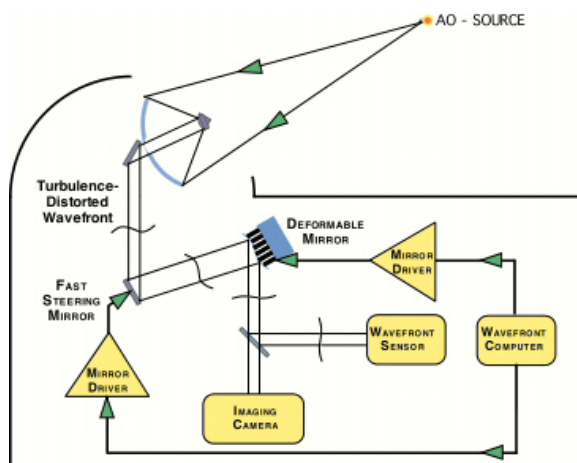 AO - SOURCE
Turbulence-
Distorted
Wavefront
DEFORMABLE
MIRROR
MIRROR
DRIVER
FAST
STEERING
MIRROR
WAVEFRONT
SENSOR
WAVEFRONT
COMPUTER
MIRROR
DRIVER
IMAGING
CAMERA